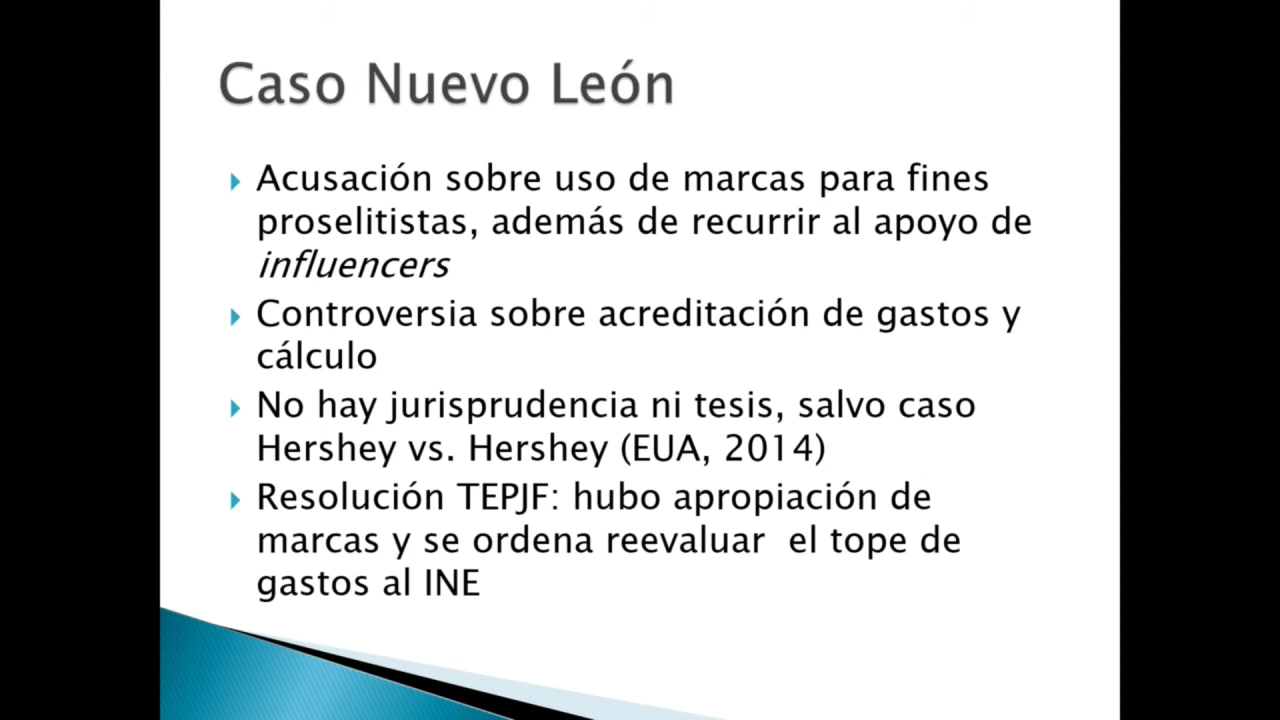 Caso Nuevo León
Acusación sobre uso de marcas para fines
proselitistas, además de recurrir al apoyo de
influencers
Controversia sobre acreditación de gastos y
cálculo
No hay jurisprudencia ni tesis, salvo caso
Hershey vs. Hershey (EUA, 2014)
Resolución TEPJF: hubo apropiación de
marcas y se ordena reevaluar  el tope de
gastos al INE